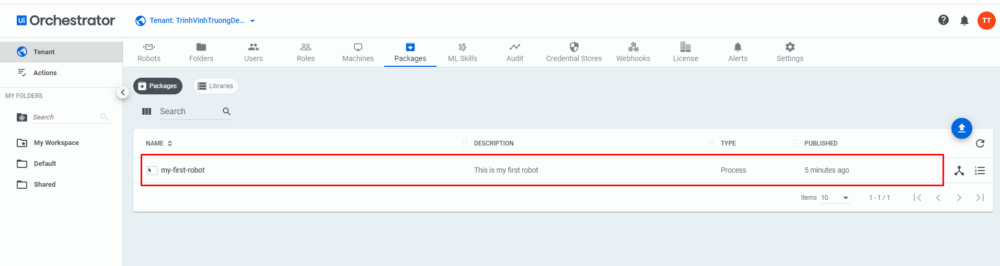 Ui Orchestrator
Tenant: TrinhVinhTruongDe...
?
TT
Tenant
Actions
MY FOLDERS
Search
My Workspace
Default
Shared
Robots Folders Users Roles Machines Packages ML Skills Audit Credential Stores Webhooks License Alerts Settings
Packages Libraries
Search
NAME DESCRIPTION TYPE PUBLISHED
my-first-robot This is my first robot Process 5 minutes ago
Items 10 1 - 1 / 1